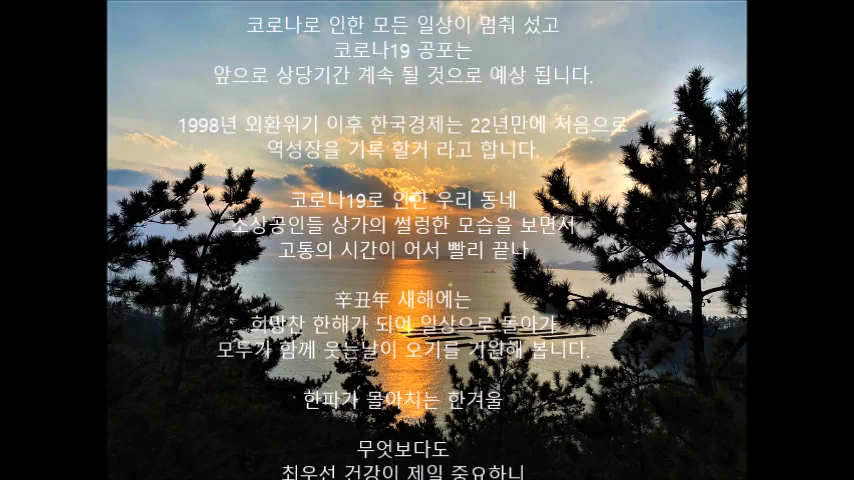 코로나로 인한 모든 일상이 멈춰 섰고
코로나19 공포는
앞으로 상당기간 계속 될 것으로 예상 됩니다.
1998년 외환위기 이후 한국경제는 22년만에 처음으로
역성장을 기록 할거 라고 합니다.
코로나19로 인한 우리 동네
소상공인들 상가의 썰렁한 모습을 보면서
고통의 시간이 어서 빨리 끝나
辛丑年 새해에는
희망찬 한해가 되어 일상으로 돌아가
모두가 함께 웃는날이 오기를 기원해 봅니다.
한파가 몰아치는 한겨울
무엇보다도
최우선 건강이 제일 중요하니